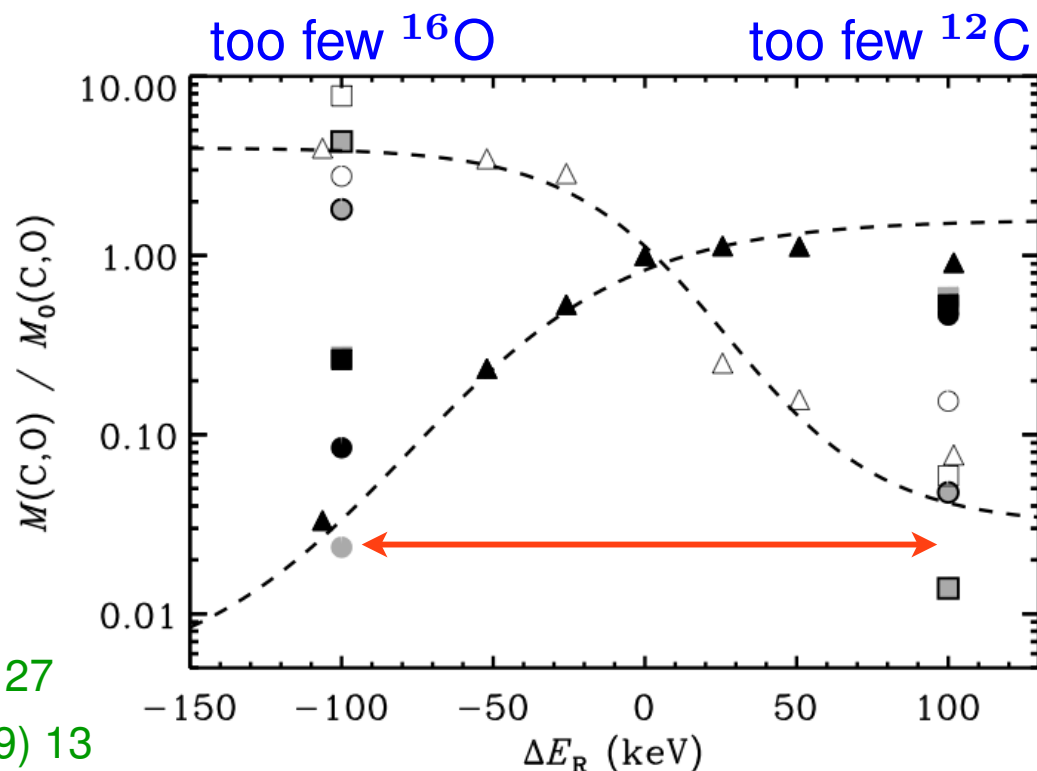 too few ¹⁶O
too few ¹²C
10.00
1.00
0.10
0.01
M(C,O) / M₀(C,O)
−150 −100 −50 0 50 100
ΔE_R (keV)
27
9) 13